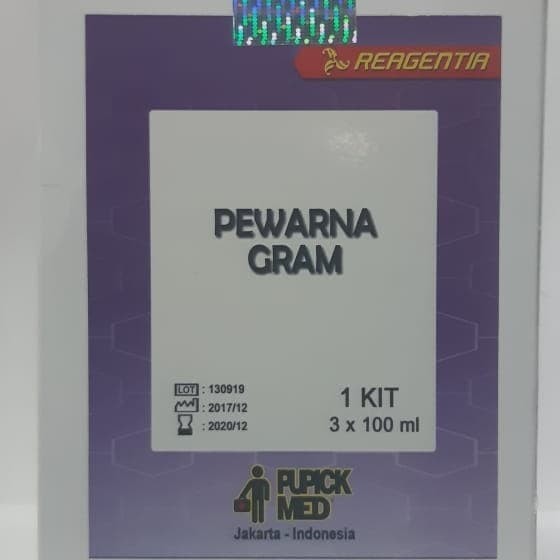 REAGENTIA
PEWARNA
GRAM
LOT : 130919
: 2017/12
: 2020/12
1 KIT
3 x 100 ml
PUPICK
MED
Jakarta - Indonesia